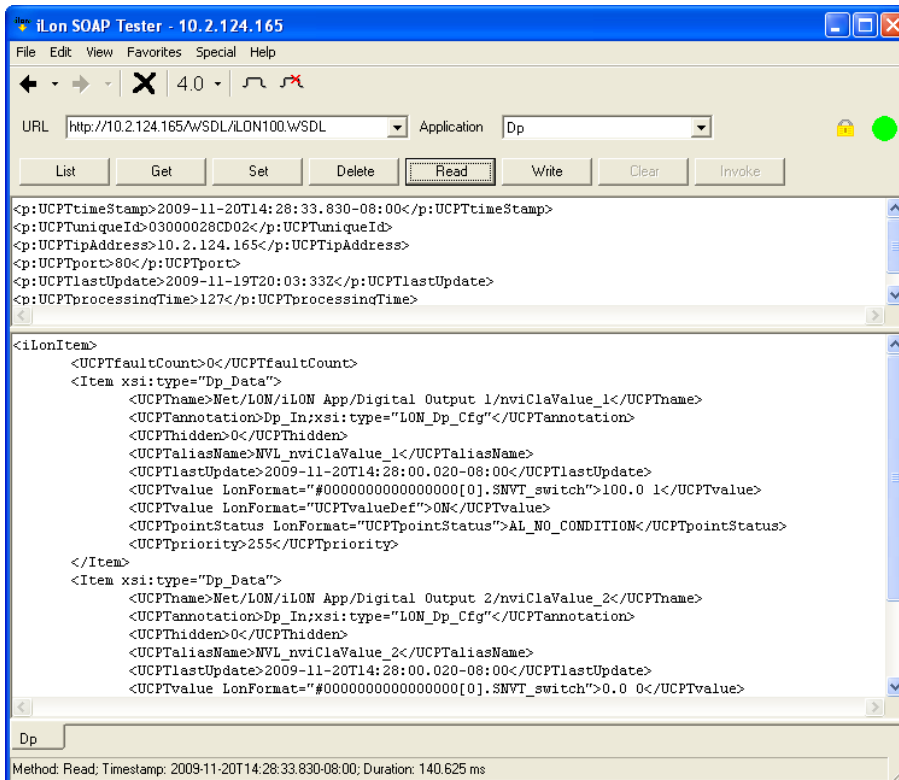 iLon SOAP Tester - 10.2.124.165
File Edit View Favorites Special Help
4.0
URL http://10.2.124.165/WSDL/iLON100.WSDL Application Dp
List Get Set Delete Read Write Clear Invoke
<p:UCPTtimeStamp>2009-11-20T14:28:33.830-08:00</p:UCPTtimeStamp>
<p:UCPTuniqueId>03000028CD02</p:UCPTuniqueId>
<p:UCPTipAddress>10.2.124.165</p:UCPTipAddress>
<p:UCPTport>80</p:UCPTport>
<p:UCPTlastUpdate>2009-11-19T20:03:33Z</p:UCPTlastUpdate>
<p:UCPTprocessingTime>127</p:UCPTprocessingTime>
<iLonItem>
<UCPTfaultCount>0</UCPTfaultCount>
<Item xsi:type="Dp_Data">
<UCPTname>Net/LON/iLON App/Digital Output 1/nviClaValue_1</UCPTname>
<UCPTannotation>Dp_In;xsi:type="LON_Dp_Cfg"</UCPTannotation>
<UCPThidden>0</UCPThidden>
<UCPTaliasName>NVL_nviClaValue_1</UCPTaliasName>
<UCPTlastUpdate>2009-11-20T14:28:00.020-08:00</UCPTlastUpdate>
<UCPTvalue LonFormat="#0000000000000000[0].SNVT_switch">100.0 1</UCPTvalue>
<UCPTvalue LonFormat="UCPTvalueDef">ON</UCPTvalue>
<UCPTpointStatus LonFormat="UCPTpointStatus">AL_NO_CONDITION</UCPTpointStatus>
<UCPTpriority>255</UCPTpriority>
</Item>
<Item xsi:type="Dp_Data">
<UCPTname>Net/LON/iLON App/Digital Output 2/nviClaValue_2</UCPTname>
<UCPTannotation>Dp_In;xsi:type="LON_Dp_Cfg"</UCPTannotation>
<UCPThidden>0</UCPThidden>
<UCPTaliasName>NVL_nviClaValue_2</UCPTaliasName>
<UCPTlastUpdate>2009-11-20T14:28:00.020-08:00</UCPTlastUpdate>
<UCPTvalue LonFormat="#0000000000000000[0].SNVT_switch">0.0 0</UCPTvalue>
Dp
Method: Read; Timestamp: 2009-11-20T14:28:33.830-08:00; Duration: 140.625 ms